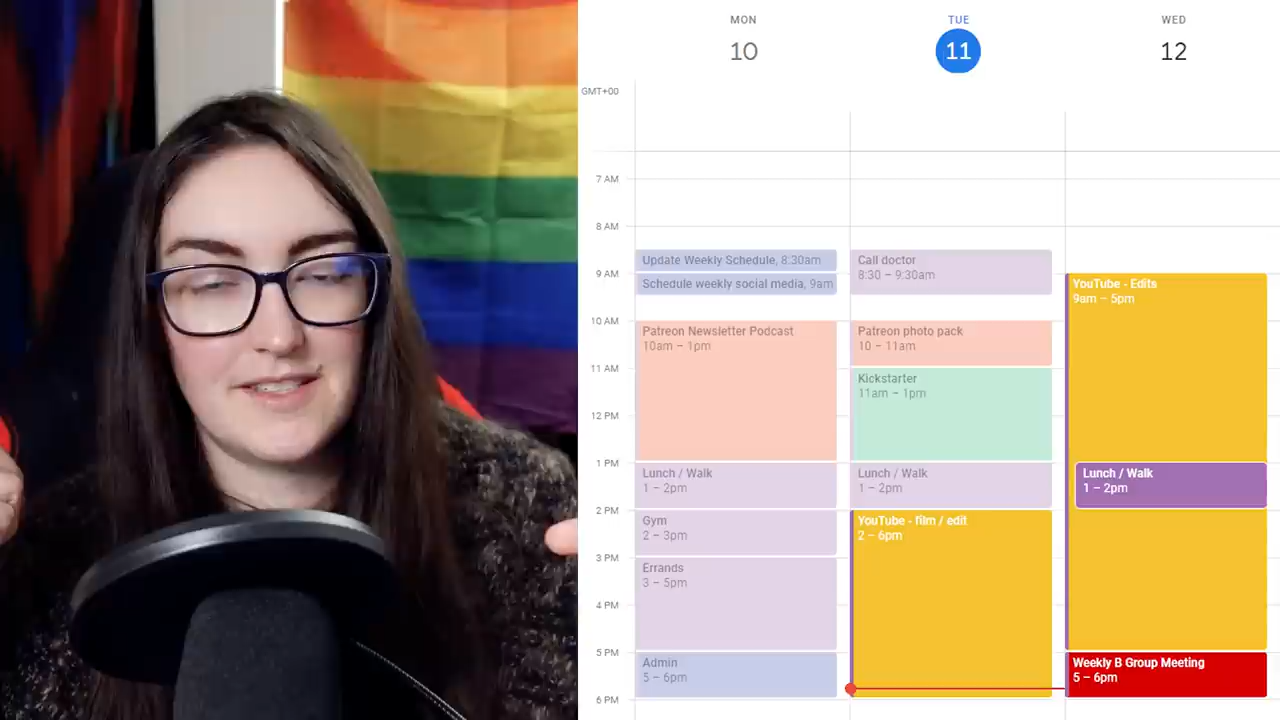 MON
TUE
WED
10
11
12
GMT+00
7 AM
8 AM
9 AM
10 AM
11 AM
12 PM
1 PM
2 PM
3 PM
4 PM
5 PM
6 PM
Update Weekly Schedule, 8:30am
Schedule weekly social media, 9am
Patreon Newsletter Podcast
10am – 1pm
Lunch / Walk
1 – 2pm
Gym
2 – 3pm
Errands
3 – 5pm
Admin
5 – 6pm
Call doctor
8:30 – 9:30am
Patreon photo pack
10 – 11am
Kickstarter
11am – 1pm
Lunch / Walk
1 – 2pm
YouTube - film / edit
2 – 6pm
YouTube - Edits
9am – 5pm
Lunch / Walk
1 – 2pm
Weekly B Group Meeting
5 – 6pm